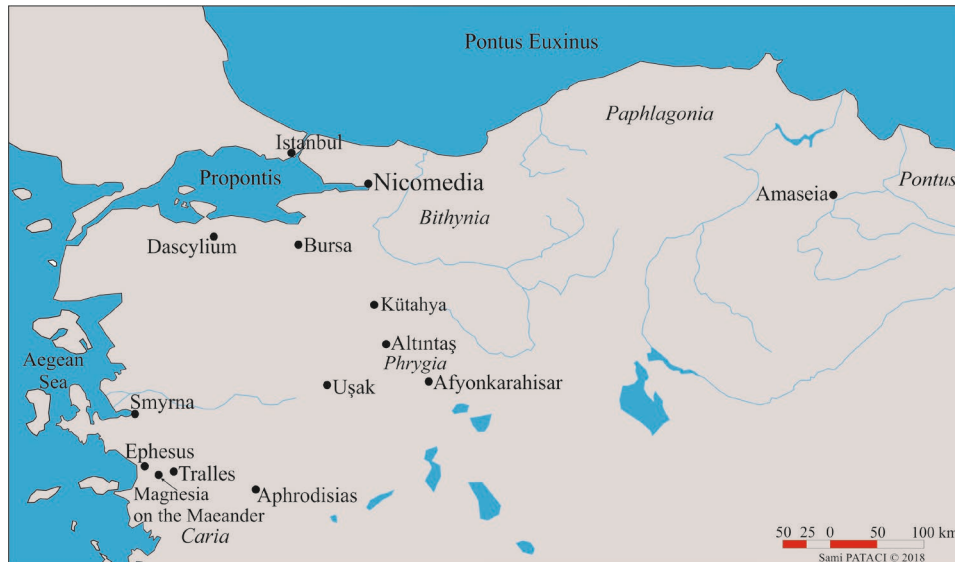 Pontus Euxinus
Paphlagonia
Istanbul
Propontis
Nicomedia
Amaseia
Pontus
Bithynia
Dascylium
Bursa
Kütahya
Altıntaş
Phrygia
Aegean
Sea
Uşak
Afyonkarahisar
Smyrna
Ephesus
Tralles
Magnesia
on the Maeander
Aphrodisias
Caria
50 25 0 50 100 km
Sami PATACI © 2018